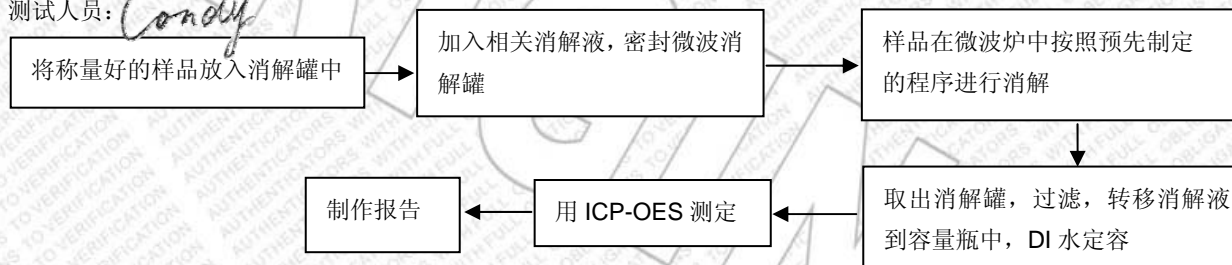 测试人员：Condy
将称量好的样品放入消解罐中
加入相关消解液，密封微波消
解罐
样品在微波炉中按照预先制定
的程序进行消解
取出消解罐，过滤，转移消解液
到容量瓶中，DI 水定容
用 ICP-OES 测定
制作报告